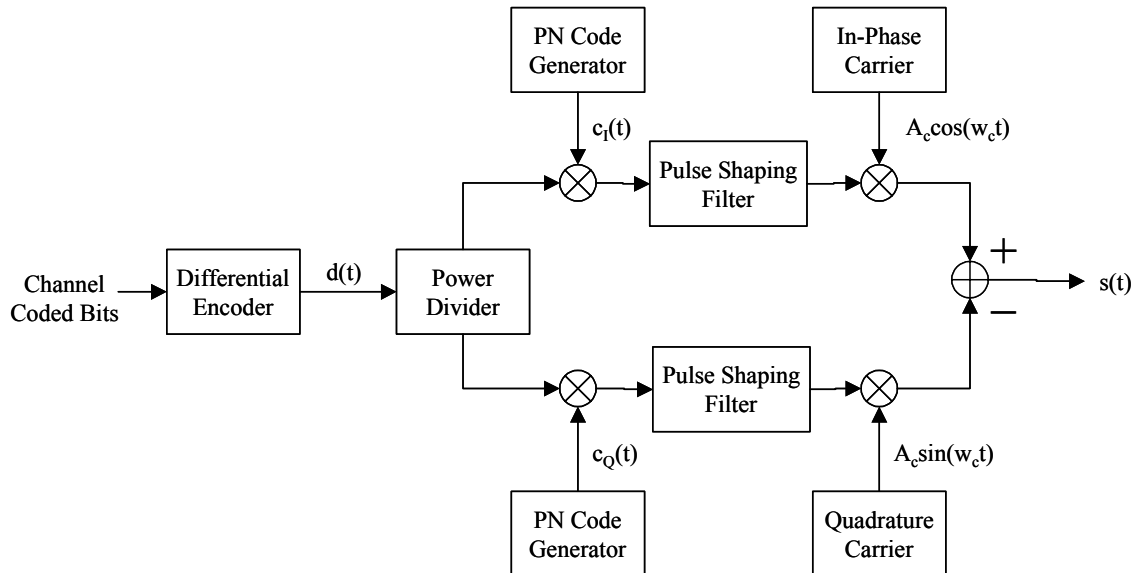 PN Code
Generator
In-Phase
Carrier
c_I(t)
A_ccos(w_ct)
Pulse Shaping
Filter
Channel
Coded Bits
Differential
Encoder
d(t)
Power
Divider
+
−
s(t)
Pulse Shaping
Filter
c_Q(t)
A_csin(w_ct)
PN Code
Generator
Quadrature
Carrier